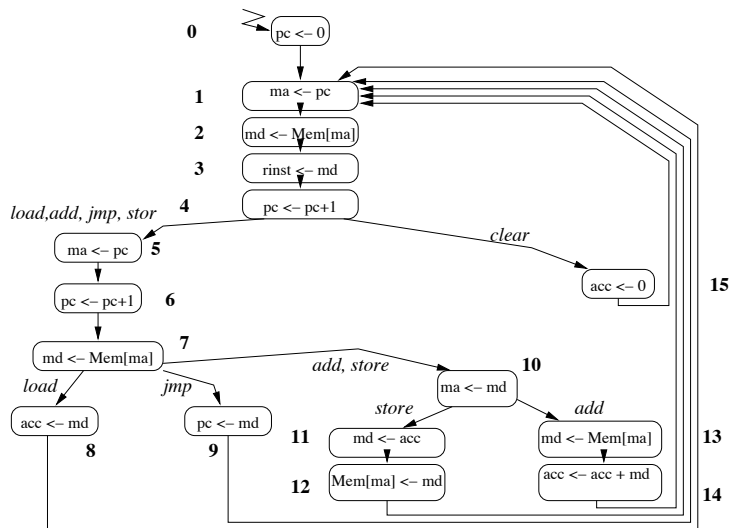 0
pc <– 0
1
ma <– pc
2
md <– Mem[ma]
3
rinst <– md
4
pc <– pc+1
load,add, jmp, stor
clear
ma <– pc
5
acc <– 0
15
pc <– pc+1
6
7
md <– Mem[ma]
add, store
10
load
jmp
ma <– md
store
add
acc <– md
pc <– md
11
md <– acc
md <– Mem[ma]
13
8
9
12
Mem[ma] <– md
acc <– acc + md
14